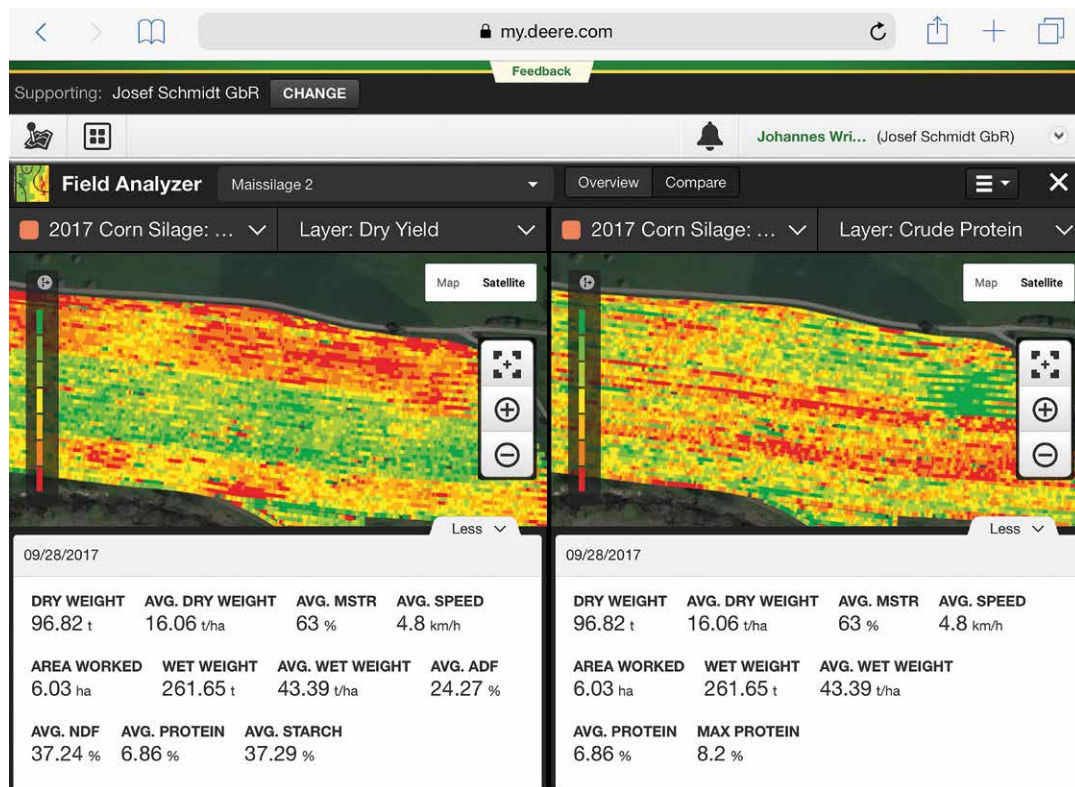 my.deere.com
Feedback
Supporting: Josef Schmidt GbR CHANGE
Johannes Wri... (Josef Schmidt GbR)
Field Analyzer Maissilage 2 Overview Compare
2017 Corn Silage: ... Layer: Dry Yield 2017 Corn Silage: ... Layer: Crude Protein
Map Satellite Map Satellite
Less Less
09/28/2017
DRY WEIGHT AVG. DRY WEIGHT AVG. MSTR AVG. SPEED
96.82 t 16.06 t/ha 63 % 4.8 km/h
AREA WORKED WET WEIGHT AVG. WET WEIGHT AVG. ADF
6.03 ha 261.65 t 43.39 t/ha 24.27 %
AVG. NDF AVG. PROTEIN AVG. STARCH
37.24 % 6.86 % 37.29 %
09/28/2017
DRY WEIGHT AVG. DRY WEIGHT AVG. MSTR AVG. SPEED
96.82 t 16.06 t/ha 63 % 4.8 km/h
AREA WORKED WET WEIGHT AVG. WET WEIGHT
6.03 ha 261.65 t 43.39 t/ha
AVG. PROTEIN MAX PROTEIN
6.86 % 8.2 %